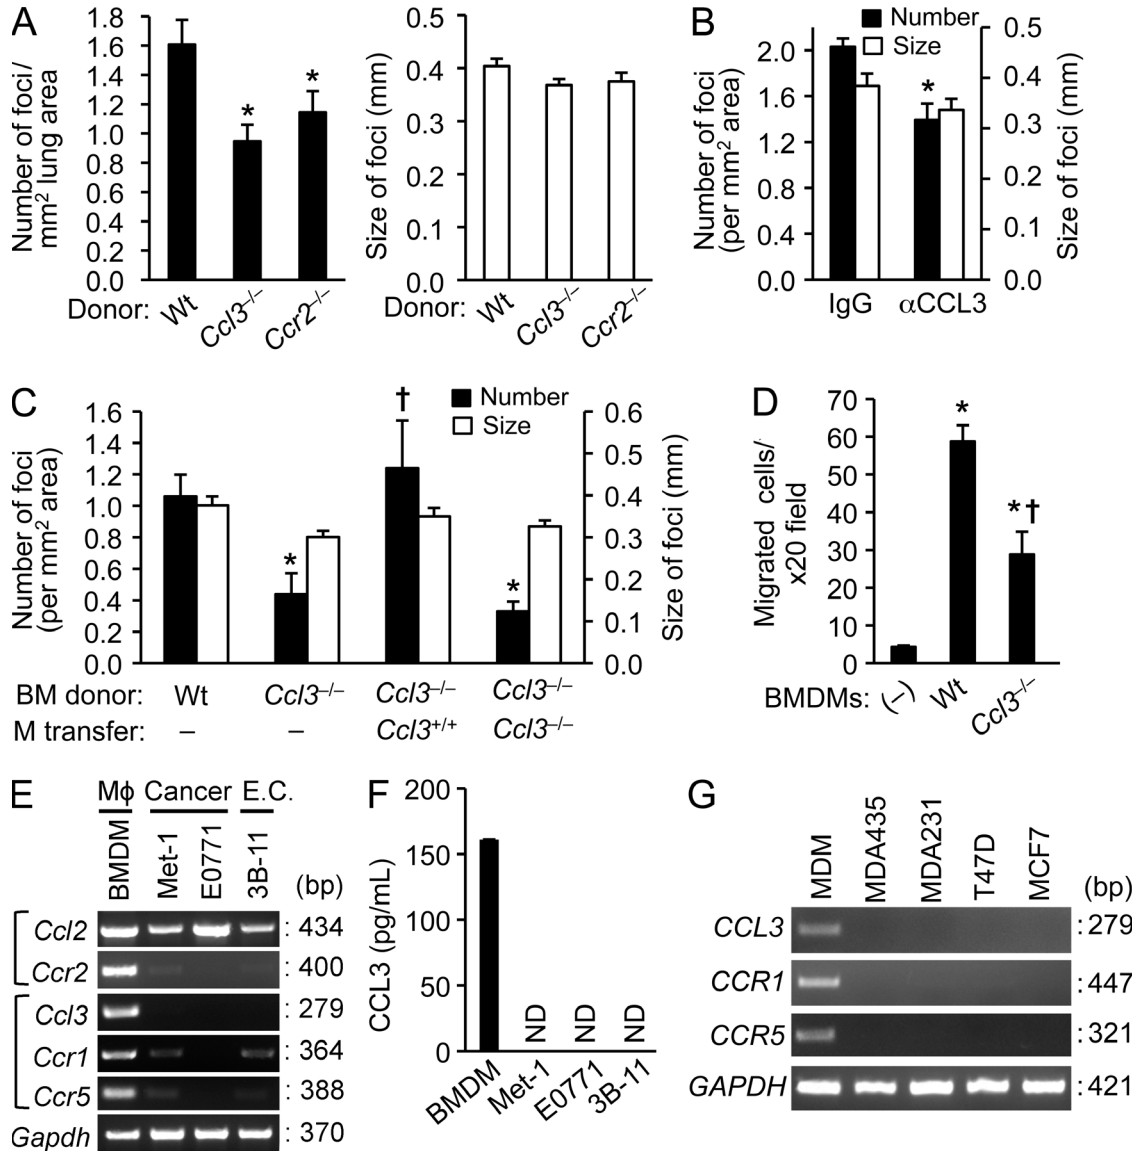 A
Number of foci/
mm² lung area
1.8
1.6
1.4
1.2
1.0
0.8
0.6
0.4
0.2
0.0
*
*
Donor:
Wt
Ccl3–/–
Ccr2–/–
Size of foci (mm)
0.5
0.4
0.3
0.4
0.1
0.0
Wt
Ccl3–/–
Ccr2–/–
B
Number
Size
Number of foci
(per mm² area)
2.0
1.6
2.2
1.8
0.4
0.0
*
0.5
0.4
0.3
0.2
0.1
0.0
Size of foci (mm)
IgG
αCCL3
C
Number
Size
Number of foci
(per mm² area)
1.6
1.4
1.2
1.0
0.8
0.6
0.4
0.2
0.0
*
†
*
0.6
0.5
0.4
0.3
0.2
0.1
0.0
Size of foci (mm)
BM donor: Wt Ccl3–/– Ccl3–/– Ccl3–/–
M transfer: – – Ccl3+/+ Ccl3–/–
D
Migrated cells/
x20 field
70
60
50
40
30
20
10
0
*
*†
BMDMs:
(–)
Wt
Ccl3–/–
E
Mϕ Cancer E.C.
BMDM
Met-1
E0771
3B-11
(bp)
Ccl2 : 434
Ccr2 : 400
Ccl3 : 279
Ccr1 : 364
Ccr5 : 388
Gapdh : 370
F
CCL3 (pg/mL)
200
150
100
50
0
ND
ND
ND
BMDM
Met-1
E0771
3B-11
G
MDM
MDA435
MDA231
T47D
MCF7
(bp)
CCL3 :279
CCR1 :447
CCR5 :321
GAPDH :421